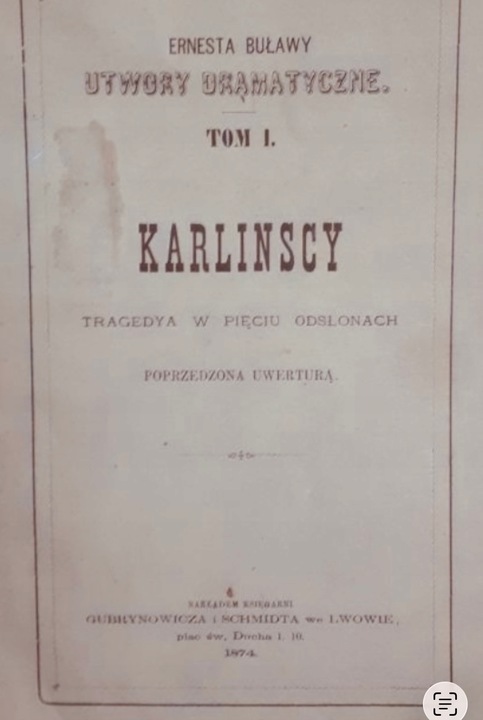 ERNESTA BUŁAWY
UTWORY DRAMATYCZNE.
TOM I.
KARLINSCY
TRAGEDYA W PIĘCIU ODSŁONACH
POPRZEDZONA UWERTURĄ.
NAKŁADEM KSIĘGARNI
GUBRYNOWICZA i SCHMIDTA we LWOWIE,
plac św. Ducha l. 10.
1874.